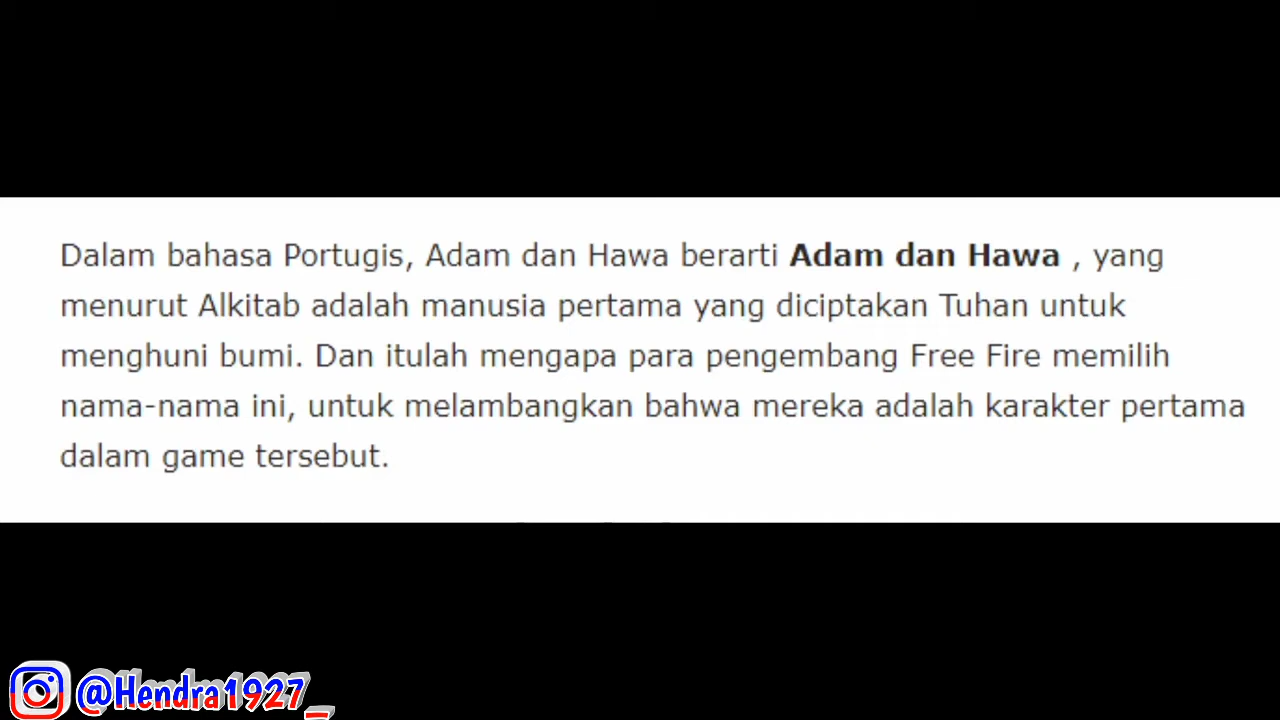 Dalam bahasa Portugis, Adam dan Hawa berarti Adam dan Hawa , yang
menurut Alkitab adalah manusia pertama yang diciptakan Tuhan untuk
menghuni bumi. Dan itulah mengapa para pengembang Free Fire memilih
nama-nama ini, untuk melambangkan bahwa mereka adalah karakter pertama
dalam game tersebut.
@Hendra1927_